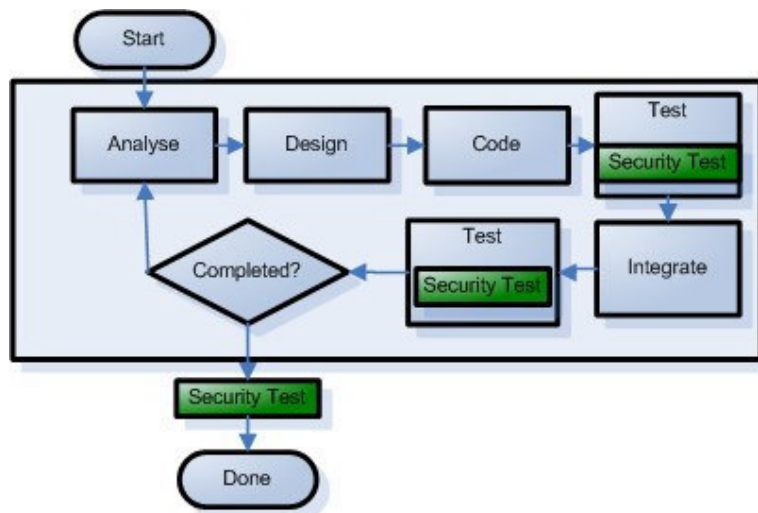 Start
Analyse
Design
Code
Test
Security Test
Integrate
Test
Security Test
Completed?
Security Test
Done